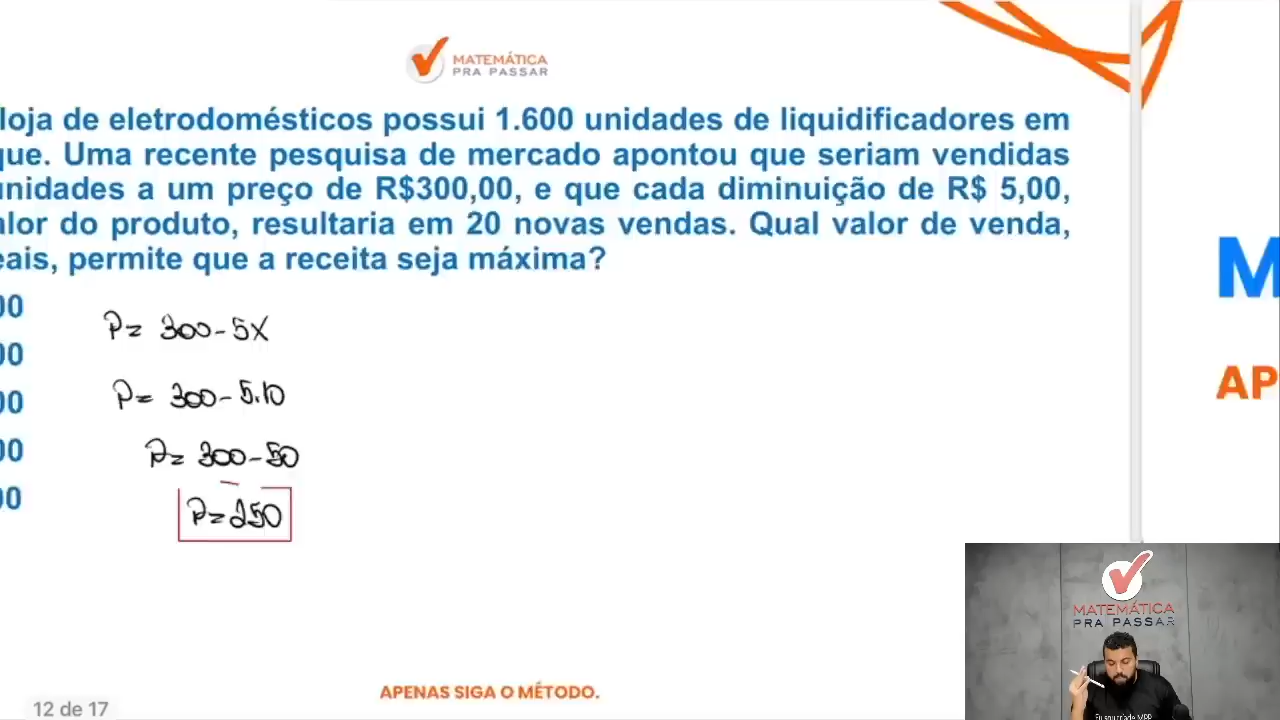 MATEMÁTICA
PRA PASSAR
loja de eletrodomésticos possui 1.600 unidades de liquidificadores em
que. Uma recente pesquisa de mercado apontou que seriam vendidas
unidades a um preço de R$300,00, e que cada diminuição de R$ 5,00,
alor do produto, resultaria em 20 novas vendas. Qual valor de venda,
eais, permite que a receita seja máxima?
00
00
00
00
00
P= 300-5X
P= 300-5.10
P= 300-50
P=250
M
AP
MATEMÁTICA
PRA PASSAR
APENAS SIGA O MÉTODO.
12 de 17